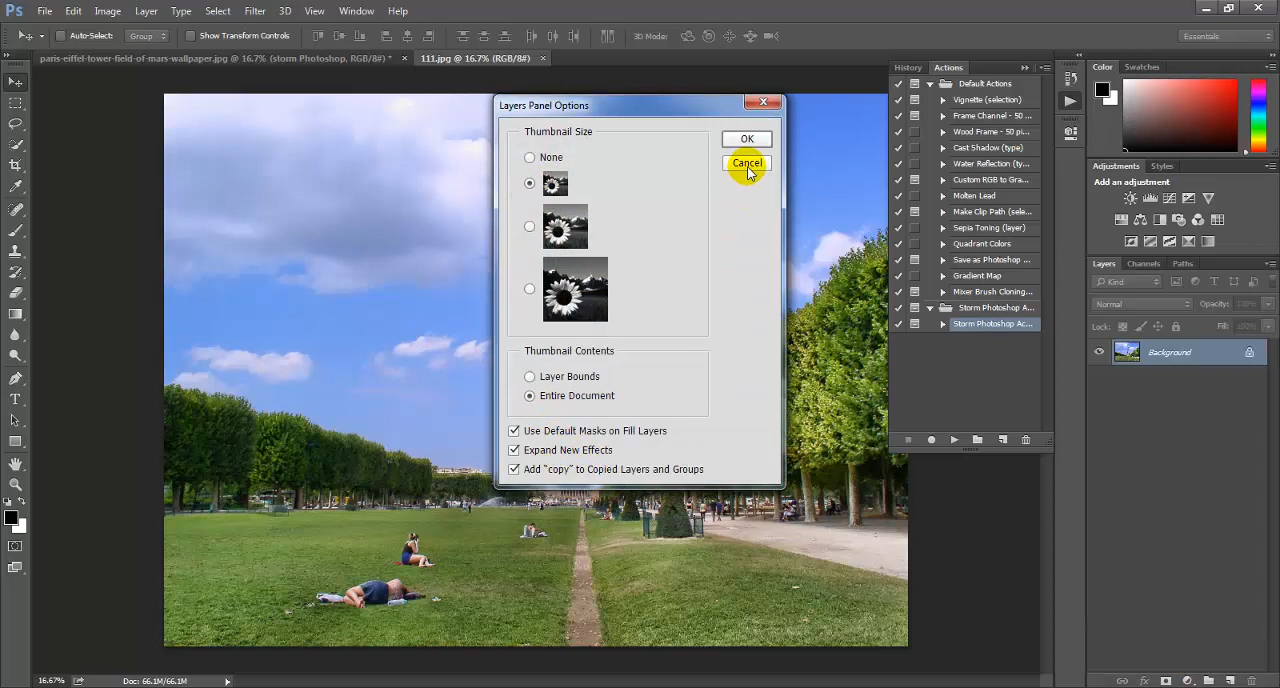 Ps File Edit Image Layer Type Select Filter 3D View Window Help
Auto-Select: Group Show Transform Controls 3D Mode: Essentials
paris-eiffel-tower-field-of-mars-wallpaper.jpg @ 16.7% (storm Photoshop, RGB/8#) * × 111.jpg @ 16.7% (RGB/8#) ×
History Actions
Color Swatches
Default Actions
Vignette (selection)
Frame Channel - 50 ...
Wood Frame - 50 pi...
Cast Shadow (type)
Water Reflection (ty...
Custom RGB to Gra...
Molten Lead
Make Clip Path (sele...
Sepia Toning (layer)
Quadrant Colors
Save as Photoshop ...
Gradient Map
Mixer Brush Cloning...
Storm Photoshop A...
Storm Photoshop Ac...
Layers Panel Options
Thumbnail Size
None
OK
Cancel
Thumbnail Contents
Layer Bounds
Entire Document
Use Default Masks on Fill Layers
Expand New Effects
Add "copy" to Copied Layers and Groups
Adjustments Styles
Add an adjustment
Layers Channels Paths
Kind
Normal Opacity: 100%
Lock: Fill: 100%
Background
16.67% Doc: 66.1M/66.1M